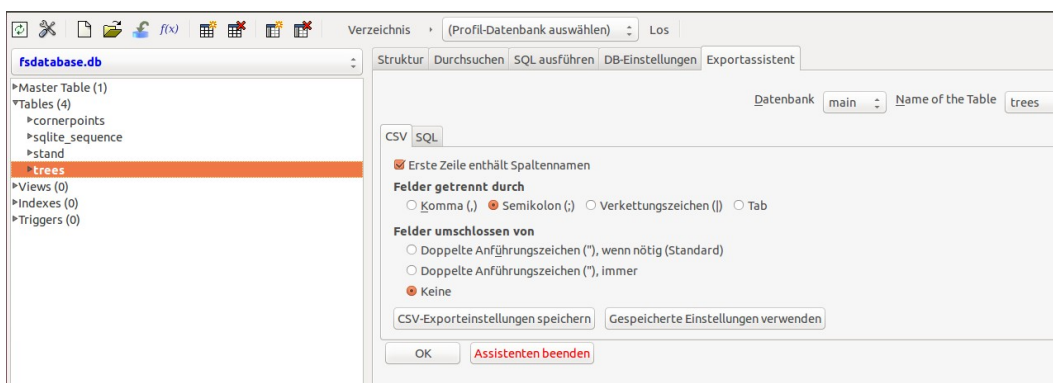 f(x) Verzeichnis (Profil-Datenbank auswählen) Los
fsdatabase.db
Master Table (1)
Tables (4)
cornerpoints
sqlite_sequence
stand
trees
Views (0)
Indexes (0)
Triggers (0)
Struktur Durchsuchen SQL ausführen DB-Einstellungen Exportassistent
Datenbank main Name of the Table trees
CSV SQL
Erste Zeile enthält Spaltennamen
Felder getrennt durch
Komma (,) Semikolon (;) Verkettungszeichen (|) Tab
Felder umschlossen von
Doppelte Anführungszeichen ("), wenn nötig (Standard)
Doppelte Anführungszeichen ("), immer
Keine
CSV-Exporteinstellungen speichern Gespeicherte Einstellungen verwenden
OK Assistenten beenden